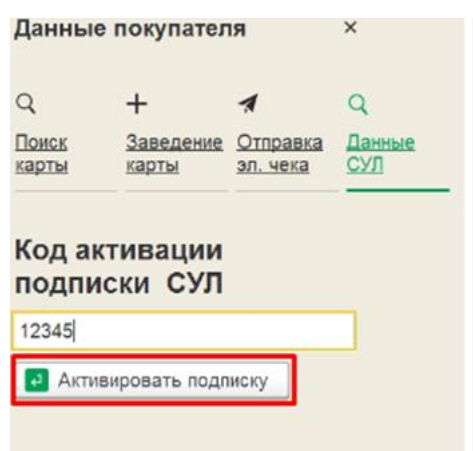 Данные покупателя
Поиск карты
Заведение карты
Отправка эл. чека
Данные СУЛ
Код активации
подписки СУЛ
12345
Активировать подписку